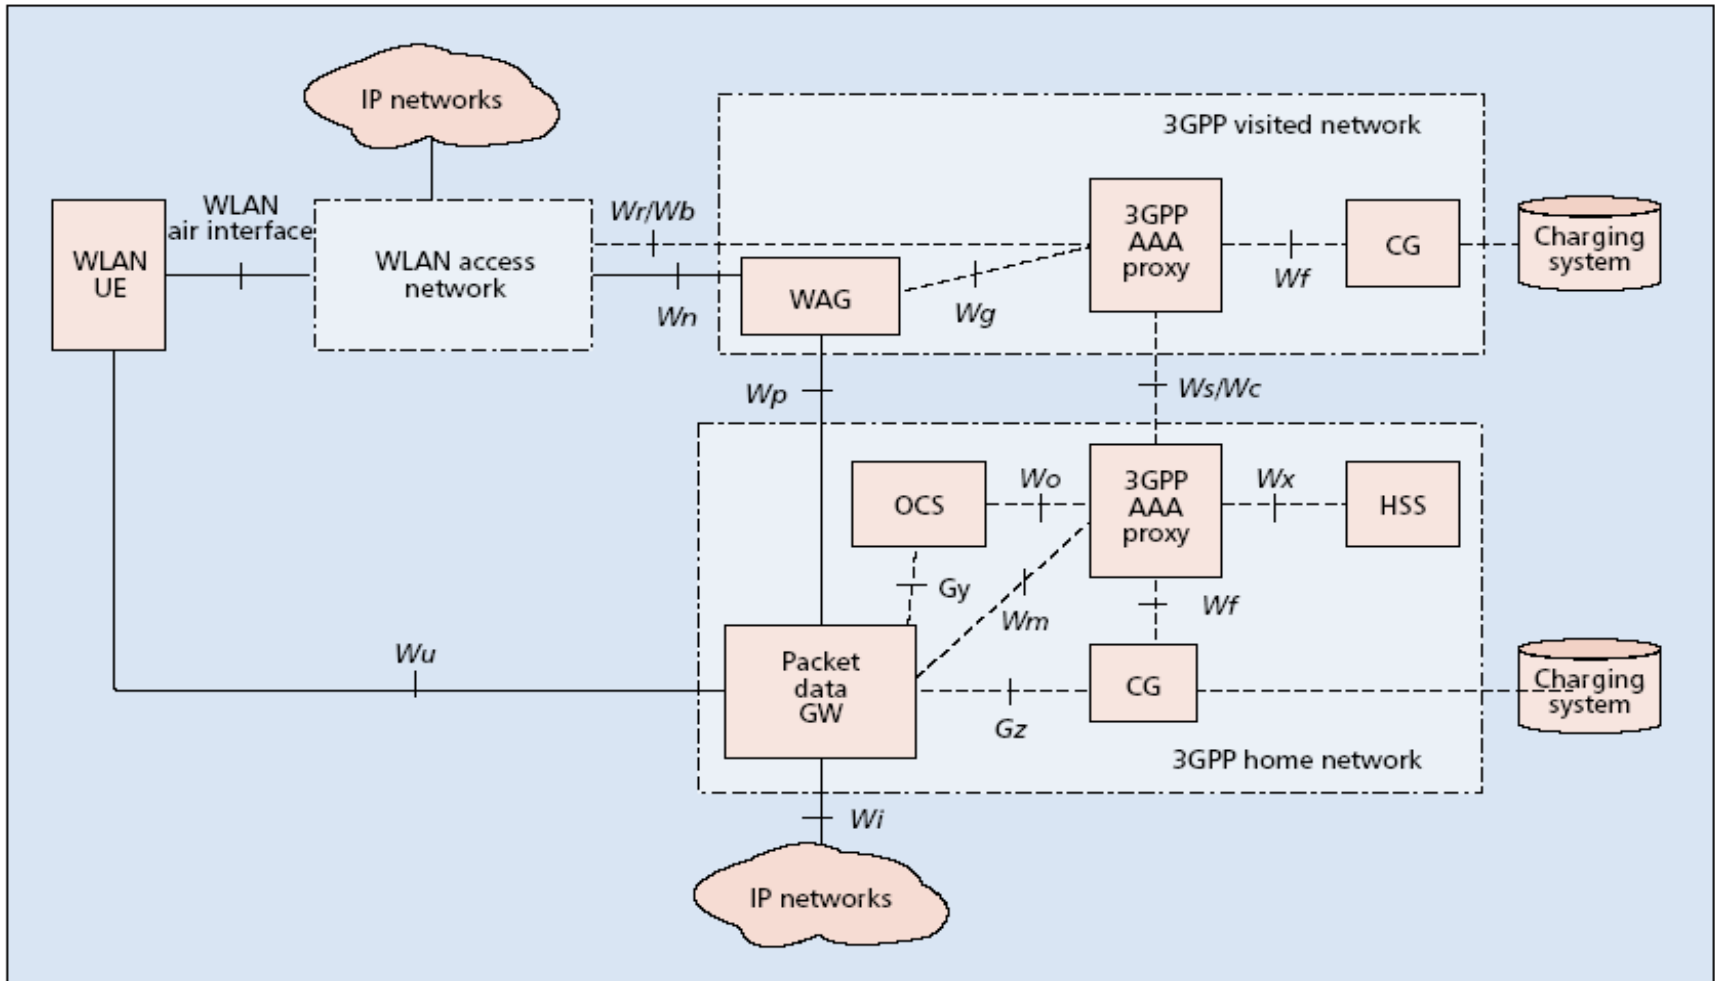 IP networks
3GPP visited network
WLAN
air interface
Wr/Wb
3GPP
AAA
proxy
WLAN
UE
WLAN access
network
CG
Charging
system
Wf
WAG
Wn
Wg
Wp
Ws/Wc
OCS
Wo
3GPP
AAA
proxy
Wx
HSS
Gy
Wm
Wf
Wu
Packet
data
GW
CG
Charging
system
Gz
3GPP home network
Wi
IP networks